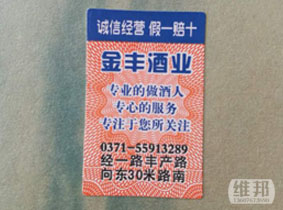 诚信经营 假一赔十
金丰酒业
专业的做酒人
专心的服务
专注于您所关注
0371-55913289
经一路丰产路
向东30米路南
维邦